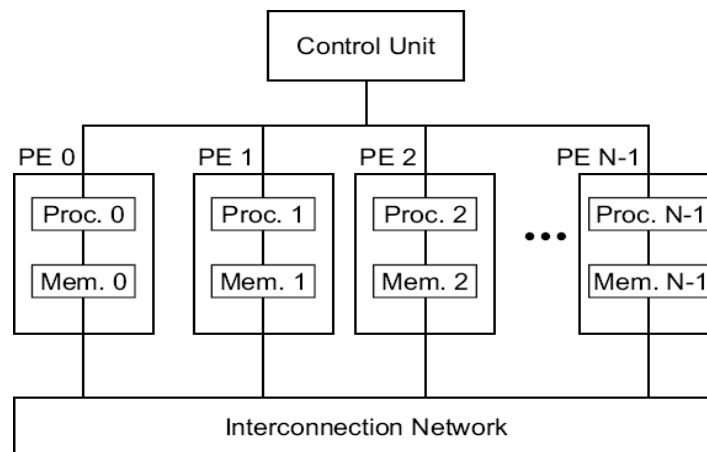 Control Unit
PE 0 PE 1 PE 2 PE N-1
Proc. 0 Proc. 1 Proc. 2 Proc. N-1
Mem. 0 Mem. 1 Mem. 2 Mem. N-1
Interconnection Network